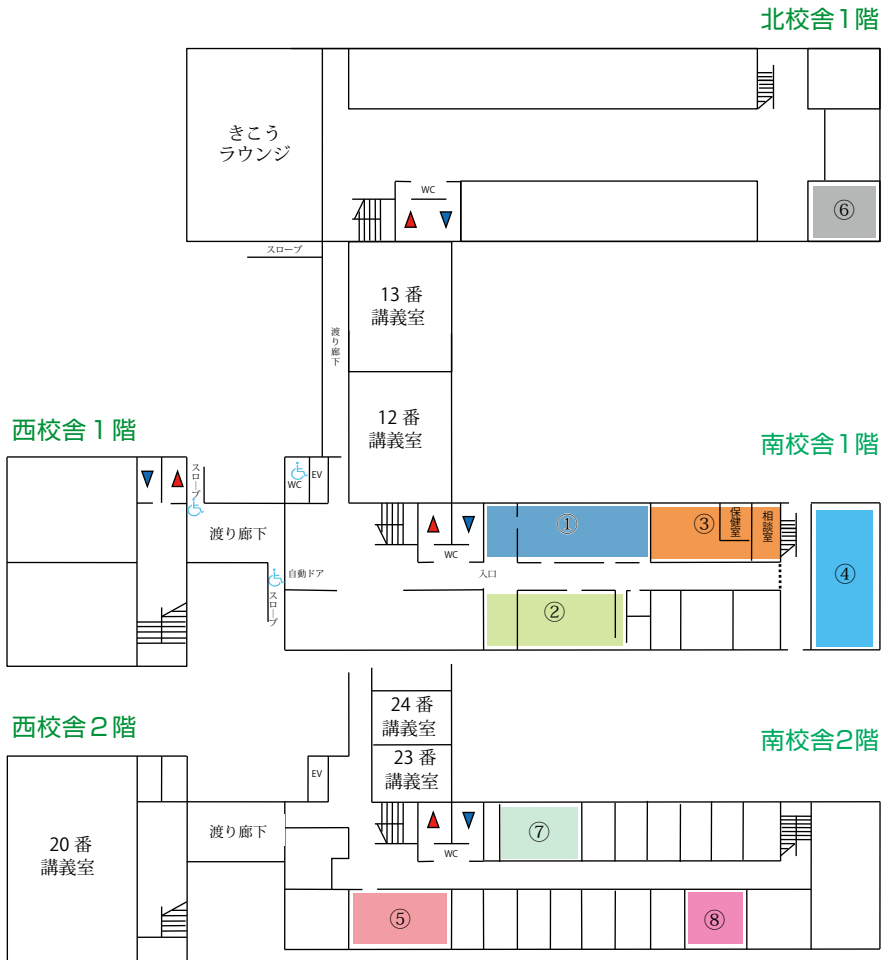 北校舎1階
きこう
ラウンジ
WC
⑥
スロープ
13 番
講義室
渡り廊下
12 番
講義室
西校舎1階
南校舎1階
スロープ
WC
EV
渡り廊下
自動ドア
スロープ
WC
入口
①
③
保健室
相談室
④
②
24 番
講義室
23 番
講義室
西校舎2階
南校舎2階
EV
渡り廊下
WC
⑦
20 番
講義室
⑤
⑧